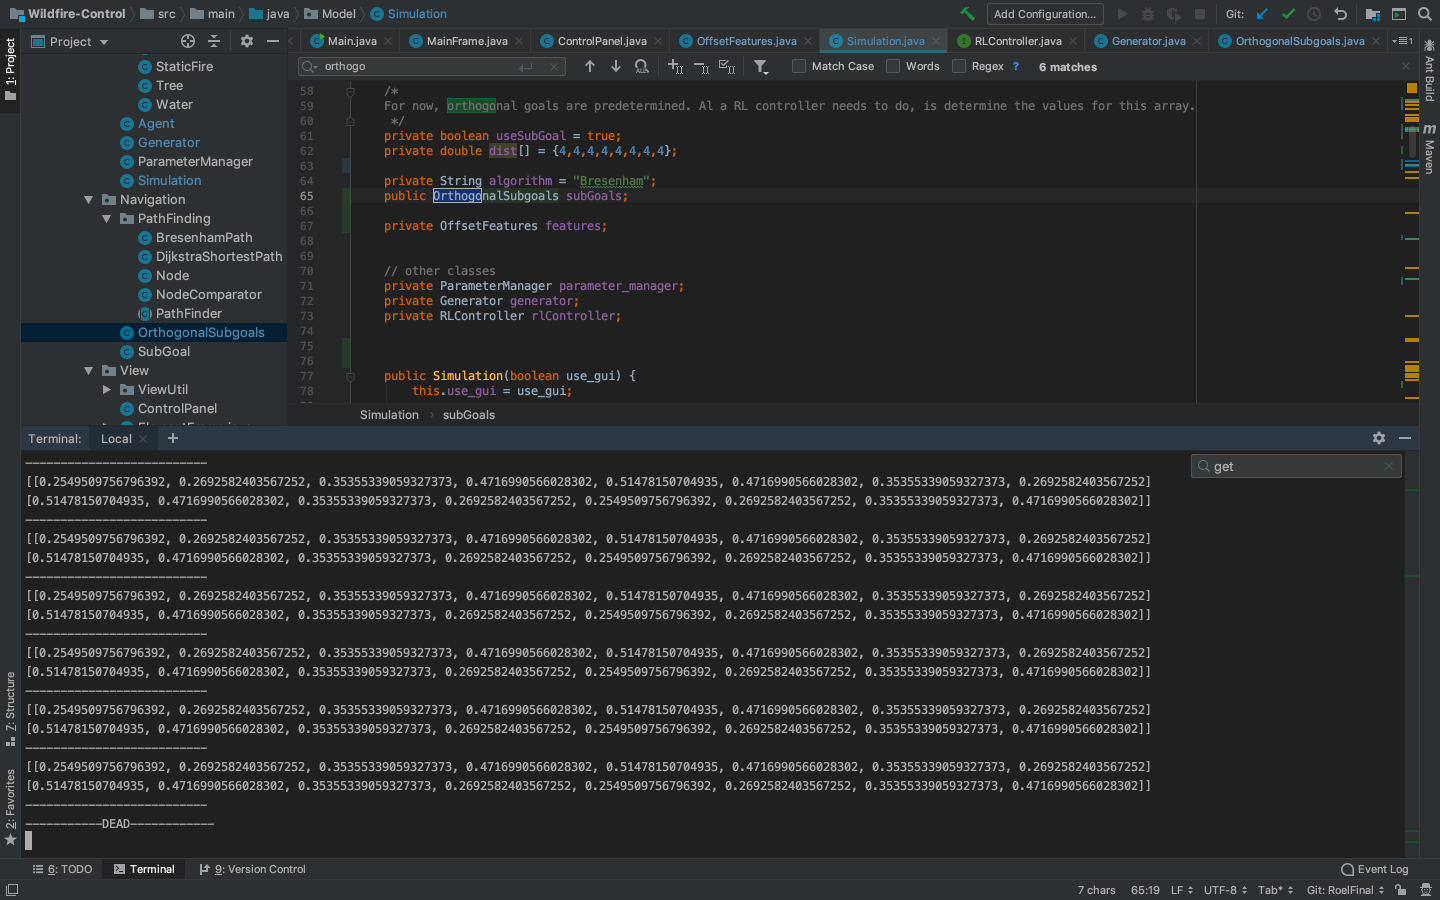 Wildfire-Control src main java Model Simulation Add Configuration... Git:
1: Project
Project
Main.java MainFrame.java ControlPanel.java OffsetFeatures.java Simulation.java RLController.java Generator.java OrthogonalSubgoals.java
orthogo Match Case Words Regex ? 6 matches
StaticFire
Tree
Water
Agent
Generator
ParameterManager
Simulation
Navigation
PathFinding
BresenhamPath
DijkstraShortestPath
Node
NodeComparator
PathFinder
OrthogonalSubgoals
SubGoal
View
ViewUtil
ControlPanel
58 /*
59 For now, orthogonal goals are predetermined. Al a RL controller needs to do, is determine the values for this array.
60 */
61 private boolean useSubGoal = true;
62 private double dist[] = {4,4,4,4,4,4,4,4};
63
64 private String algorithm = "Bresenham";
65 public OrthogonalSubgoals subGoals;
66
67 private OffsetFeatures features;
68
69
70 // other classes
71 private ParameterManager parameter_manager;
72 private Generator generator;
73 private RLController rlController;
74
75
76
77 public Simulation(boolean use_gui) {
78 this.use_gui = use_gui;
Simulation › subGoals
Ant Build
Maven
Terminal: Local +
get
--------------------------
[[0.2549509756796392, 0.2692582403567252, 0.35355339059327373, 0.4716990566028302, 0.51478150704935, 0.4716990566028302, 0.35355339059327373, 0.2692582403567252]
[0.51478150704935, 0.4716990566028302, 0.35355339059327373, 0.2692582403567252, 0.2549509756796392, 0.2692582403567252, 0.35355339059327373, 0.4716990566028302]]
--------------------------
[[0.2549509756796392, 0.2692582403567252, 0.35355339059327373, 0.4716990566028302, 0.51478150704935, 0.4716990566028302, 0.35355339059327373, 0.2692582403567252]
[0.51478150704935, 0.4716990566028302, 0.35355339059327373, 0.2692582403567252, 0.2549509756796392, 0.2692582403567252, 0.35355339059327373, 0.4716990566028302]]
--------------------------
[[0.2549509756796392, 0.2692582403567252, 0.35355339059327373, 0.4716990566028302, 0.51478150704935, 0.4716990566028302, 0.35355339059327373, 0.2692582403567252]
[0.51478150704935, 0.4716990566028302, 0.35355339059327373, 0.2692582403567252, 0.2549509756796392, 0.2692582403567252, 0.35355339059327373, 0.4716990566028302]]
--------------------------
[[0.2549509756796392, 0.2692582403567252, 0.35355339059327373, 0.4716990566028302, 0.51478150704935, 0.4716990566028302, 0.35355339059327373, 0.2692582403567252]
[0.51478150704935, 0.4716990566028302, 0.35355339059327373, 0.2692582403567252, 0.2549509756796392, 0.2692582403567252, 0.35355339059327373, 0.4716990566028302]]
--------------------------
[[0.2549509756796392, 0.2692582403567252, 0.35355339059327373, 0.4716990566028302, 0.51478150704935, 0.4716990566028302, 0.35355339059327373, 0.2692582403567252]
[0.51478150704935, 0.4716990566028302, 0.35355339059327373, 0.2692582403567252, 0.2549509756796392, 0.2692582403567252, 0.35355339059327373, 0.4716990566028302]]
--------------------------
[[0.2549509756796392, 0.2692582403567252, 0.35355339059327373, 0.4716990566028302, 0.51478150704935, 0.4716990566028302, 0.35355339059327373, 0.2692582403567252]
[0.51478150704935, 0.4716990566028302, 0.35355339059327373, 0.2692582403567252, 0.2549509756796392, 0.2692582403567252, 0.35355339059327373, 0.4716990566028302]]
--------------------------
-----------DEAD------------
Z: Structure
2: Favorites
6: TODO Terminal 9: Version Control Event Log
7 chars 65:19 LF UTF-8 Tab* Git: RoelFinal